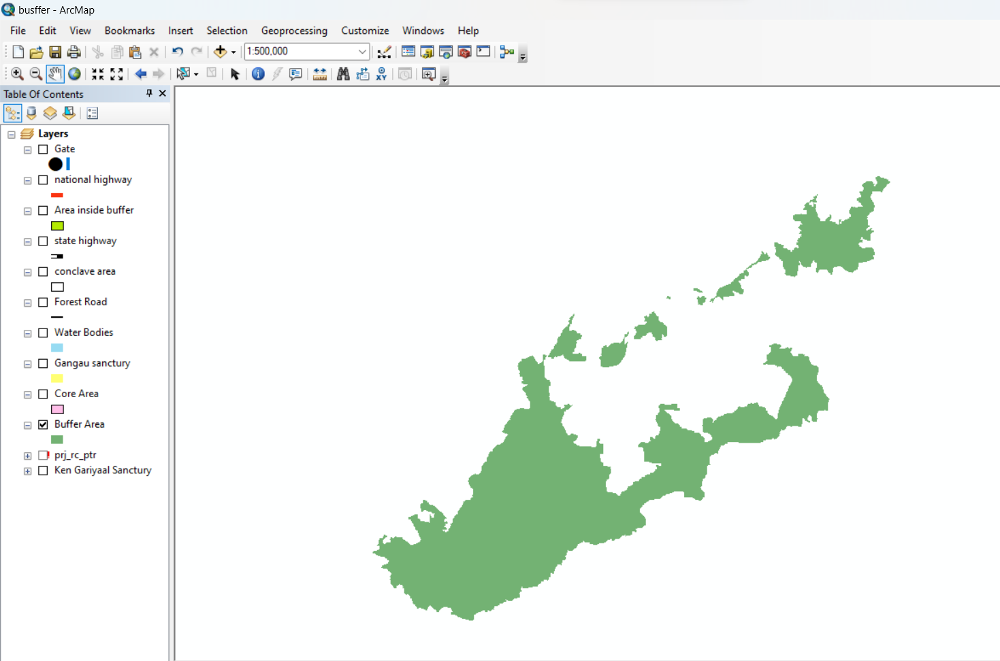 busffer - ArcMap
File Edit View Bookmarks Insert Selection Geoprocessing Customize Windows Help
1:500,000
XY
Table Of Contents
Layers
Gate
national highway
Area inside buffer
state highway
conclave area
Forest Road
Water Bodies
Gangau sanctury
Core Area
Buffer Area
prj_rc_ptr
Ken Gariyaal Sanctury